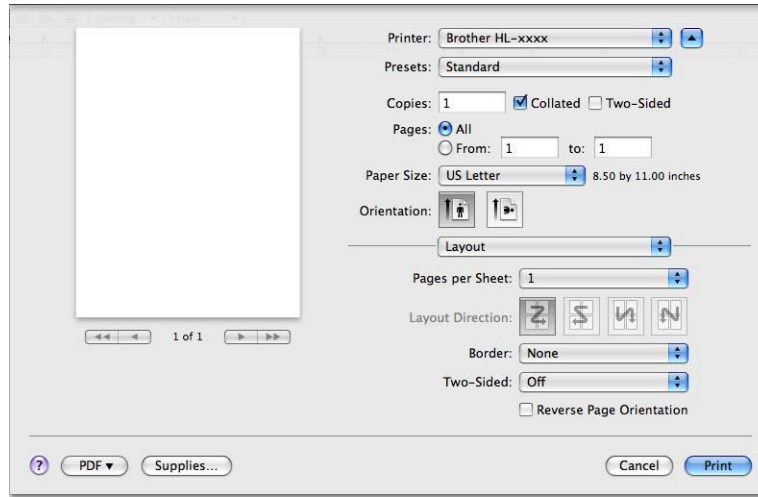 Printer: Brother HL-xxxx
Presets: Standard
Copies: 1 Collated Two-Sided
Pages: All
From: 1 to: 1
Paper Size: US Letter 8.50 by 11.00 inches
Orientation:
Layout
Pages per Sheet: 1
Layout Direction:
1 of 1
Border: None
Two-Sided: Off
Reverse Page Orientation
? PDF Supplies... Cancel Print